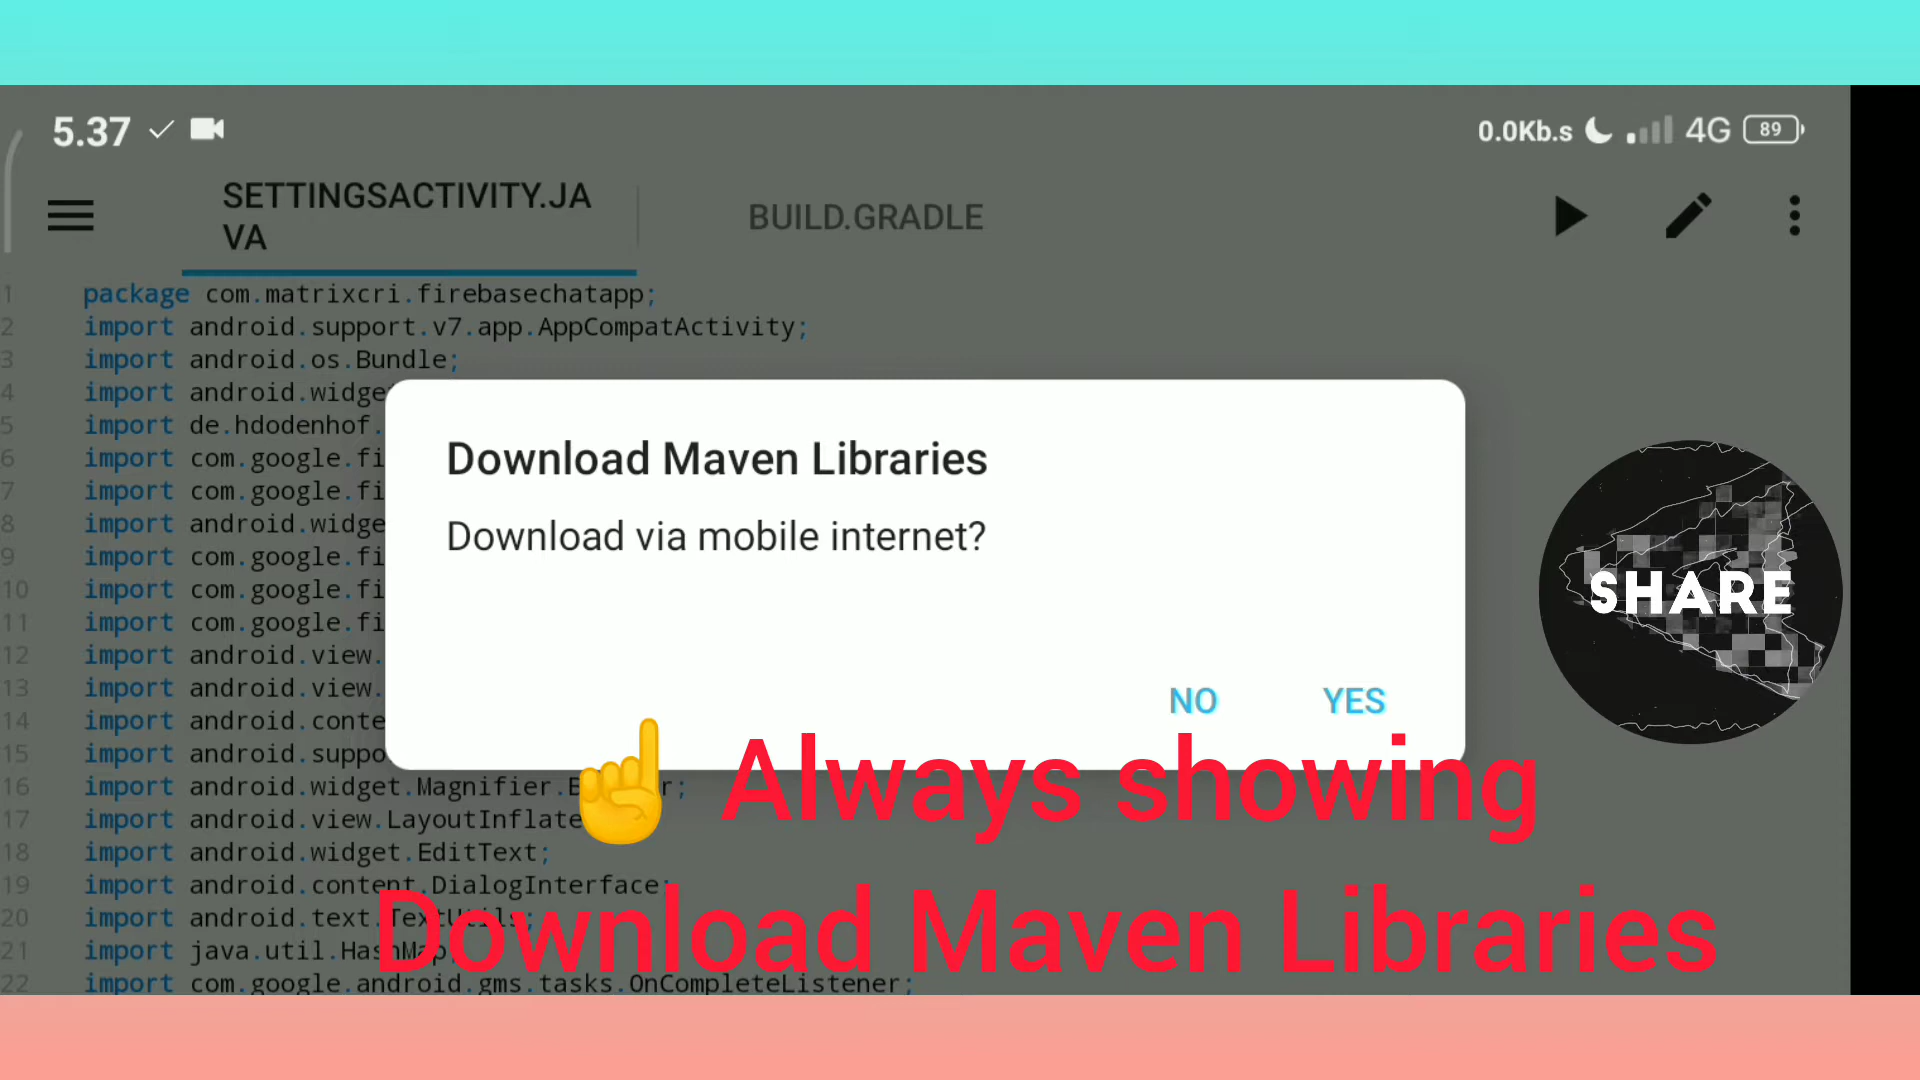 5.37
0.0Kb.s 4G 89
SETTINGSACTIVITY.JA
VA
BUILD.GRADLE
1 package com.matrixcri.firebasechatapp;
2 import android.support.v7.app.AppCompatActivity;
3 import android.os.Bundle;
4 import android.widge
5 import de.hdodenhof.
6 import com.google.fi
7 import com.google.fi
8 import android.widge
9 import com.google.fi
10 import com.google.fi
11 import com.google.fi
12 import android.view.
13 import android.view.
14 import android.conte
15 import android.suppo
16 import android.widget.Magnifier.B r;
17 import android.view.LayoutInflate
18 import android.widget.EditText;
19 import android.content.DialogInterface;
20 import android.text.TextUtils;
21 import java.util.HashMap;
22 import com.google.android.gms.tasks.OnCompleteListener;
Download Maven Libraries
Download via mobile internet?
NO YES
SHARE
Always showing
Download Maven Libraries